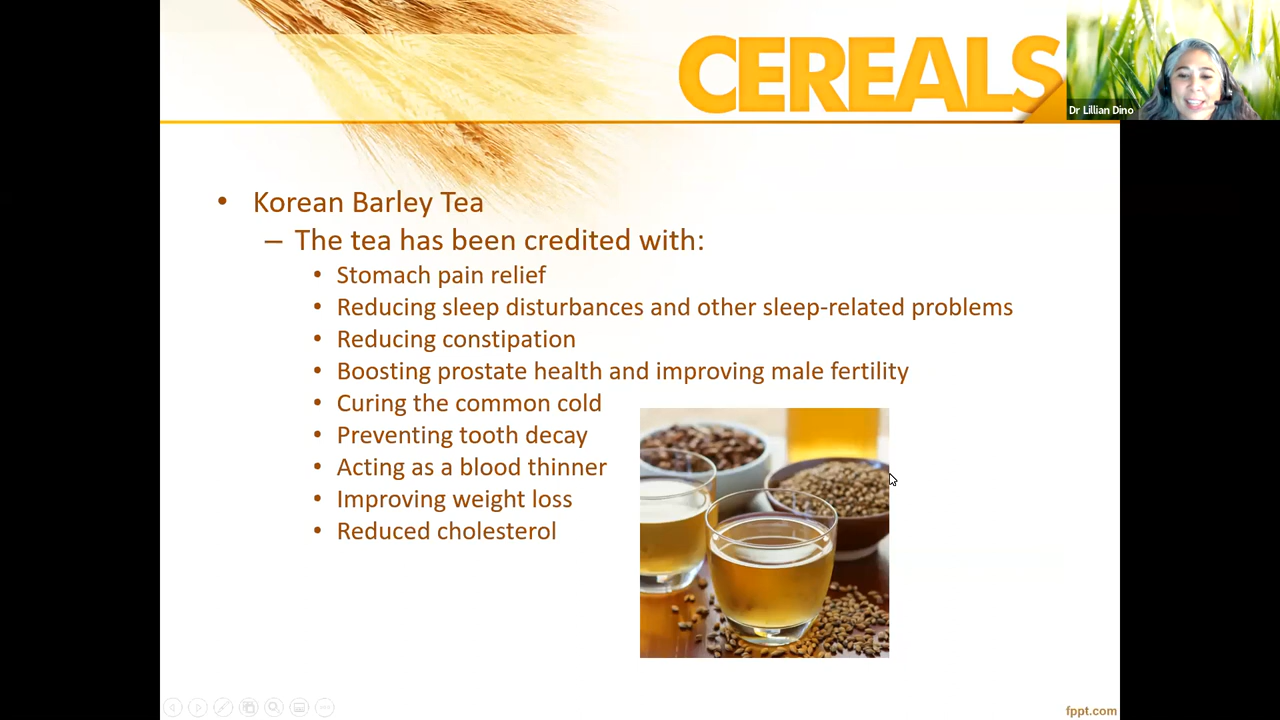 CEREALS
Dr Lillian Dino
• Korean Barley Tea
– The tea has been credited with:
• Stomach pain relief
• Reducing sleep disturbances and other sleep-related problems
• Reducing constipation
• Boosting prostate health and improving male fertility
• Curing the common cold
• Preventing tooth decay
• Acting as a blood thinner
• Improving weight loss
• Reduced cholesterol
fppt.com